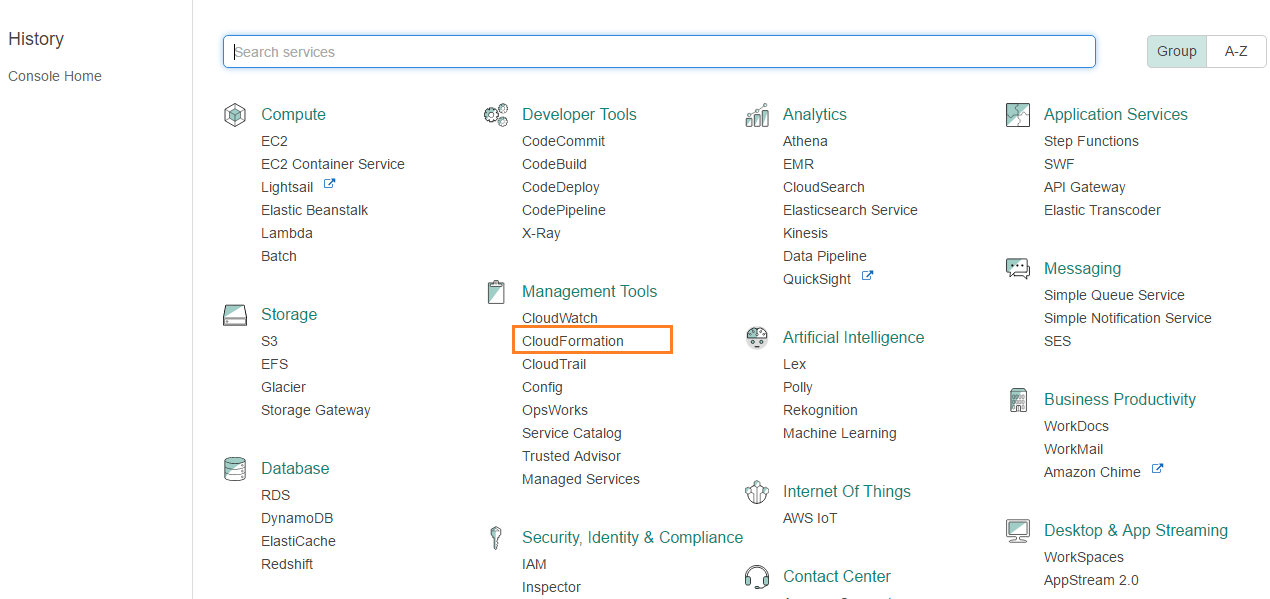 History
Console Home
Search services
Group
A-Z
Compute
EC2
EC2 Container Service
Lightsail
Elastic Beanstalk
Lambda
Batch
Storage
S3
EFS
Glacier
Storage Gateway
Database
RDS
DynamoDB
ElastiCache
Redshift
Developer Tools
CodeCommit
CodeBuild
CodeDeploy
CodePipeline
X-Ray
Management Tools
CloudWatch
CloudFormation
CloudTrail
Config
OpsWorks
Service Catalog
Trusted Advisor
Managed Services
Security, Identity & Compliance
IAM
Inspector
Analytics
Athena
EMR
CloudSearch
Elasticsearch Service
Kinesis
Data Pipeline
QuickSight
Artificial Intelligence
Lex
Polly
Rekognition
Machine Learning
Internet Of Things
AWS IoT
Contact Center
Application Services
Step Functions
SWF
API Gateway
Elastic Transcoder
Messaging
Simple Queue Service
Simple Notification Service
SES
Business Productivity
WorkDocs
WorkMail
Amazon Chime
Desktop & App Streaming
WorkSpaces
AppStream 2.0